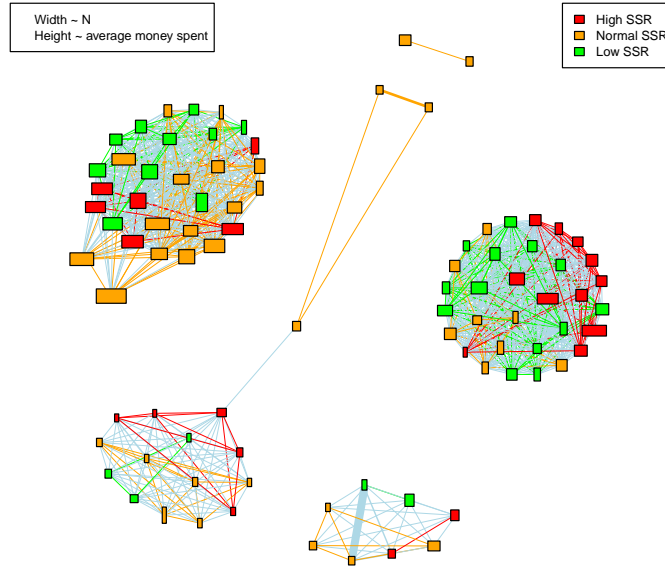 Width ~ N
Height ~ average money spent
High SSR
Normal SSR
Low SSR